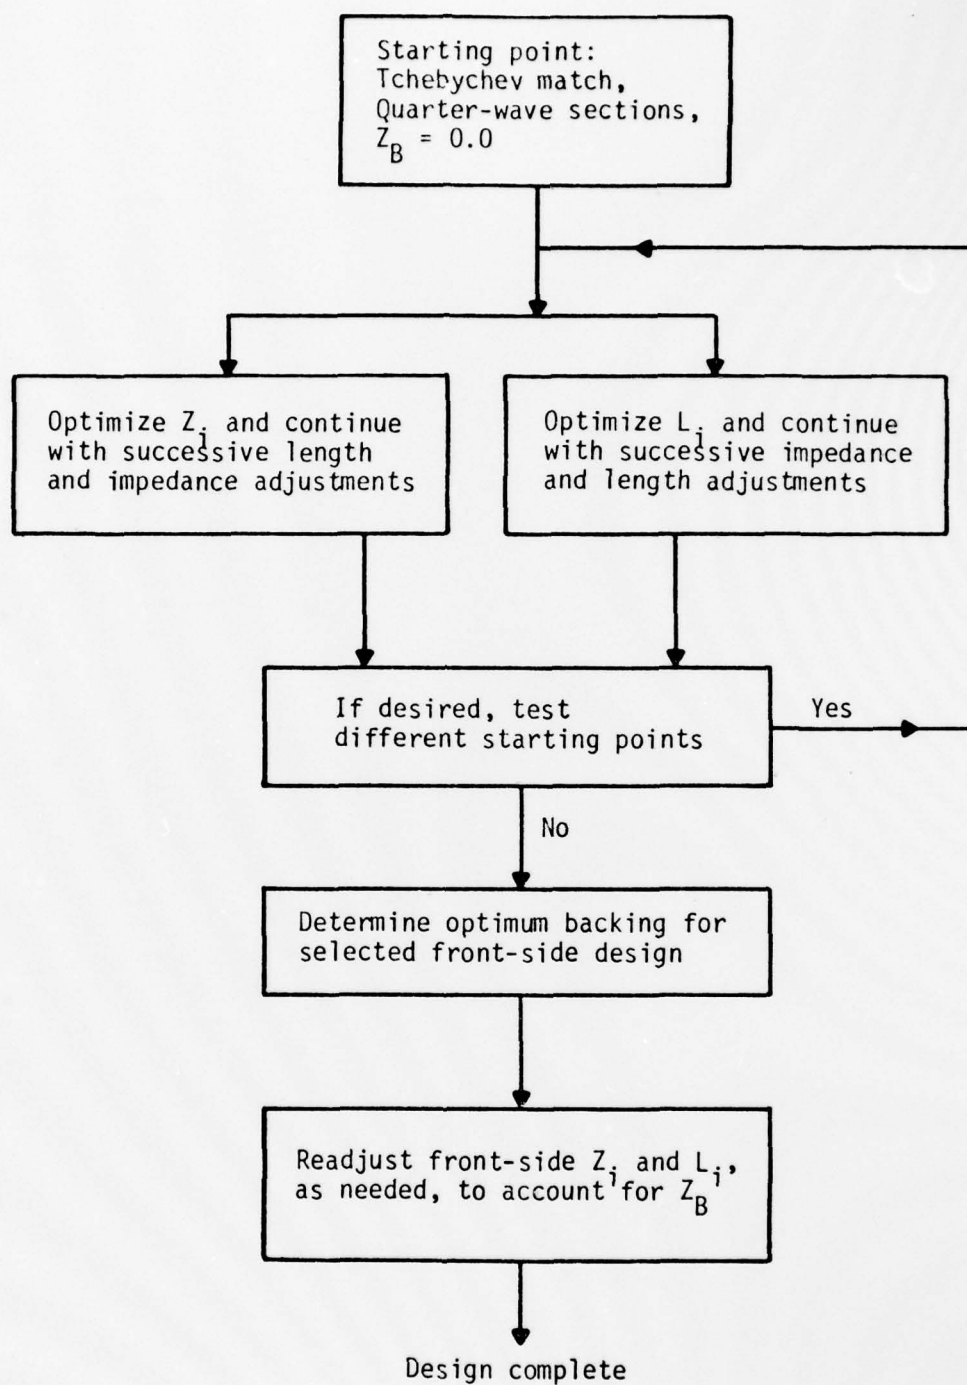 Starting point:
Tchebychev match,
Quarter-wave sections,
Z_B = 0.0
Optimize Z_i and continue
with successive length
and impedance adjustments
Optimize L_i and continue
with successive impedance
and length adjustments
If desired, test
different starting points
Yes
No
Determine optimum backing for
selected front-side design
Readjust front-side Z_i and L_i,
as needed, to account for Z_B
Design complete